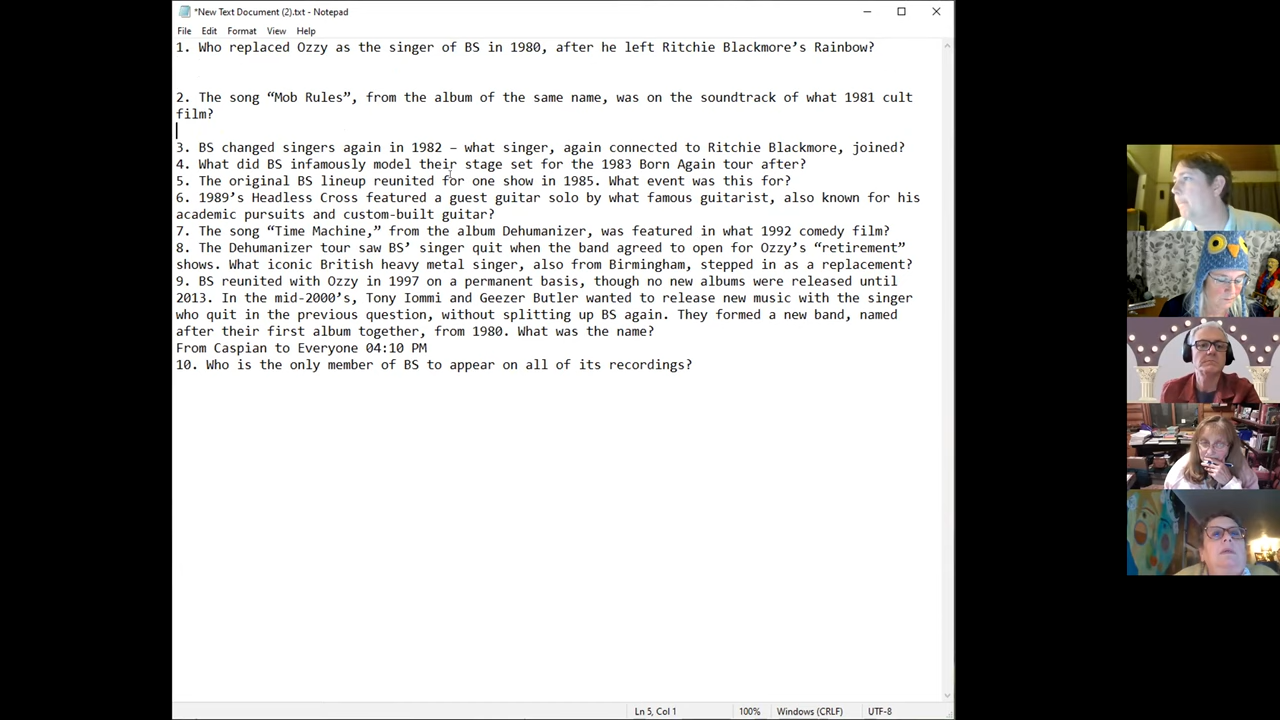 *New Text Document (2).txt - Notepad
File Edit Format View Help
1. Who replaced Ozzy as the singer of BS in 1980, after he left Ritchie Blackmore’s Rainbow?
2. The song “Mob Rules”, from the album of the same name, was on the soundtrack of what 1981 cult
film?
3. BS changed singers again in 1982 – what singer, again connected to Ritchie Blackmore, joined?
4. What did BS infamously model their stage set for the 1983 Born Again tour after?
5. The original BS lineup reunited for one show in 1985. What event was this for?
6. 1989’s Headless Cross featured a guest guitar solo by what famous guitarist, also known for his
academic pursuits and custom-built guitar?
7. The song “Time Machine,” from the album Dehumanizer, was featured in what 1992 comedy film?
8. The Dehumanizer tour saw BS’ singer quit when the band agreed to open for Ozzy’s “retirement”
shows. What iconic British heavy metal singer, also from Birmingham, stepped in as a replacement?
9. BS reunited with Ozzy in 1997 on a permanent basis, though no new albums were released until
2013. In the mid-2000’s, Tony Iommi and Geezer Butler wanted to release new music with the singer
who quit in the previous question, without splitting up BS again. They formed a new band, named
after their first album together, from 1980. What was the name?
From Caspian to Everyone 04:10 PM
10. Who is the only member of BS to appear on all of its recordings?
Ln 5, Col 1 100% Windows (CRLF) UTF-8